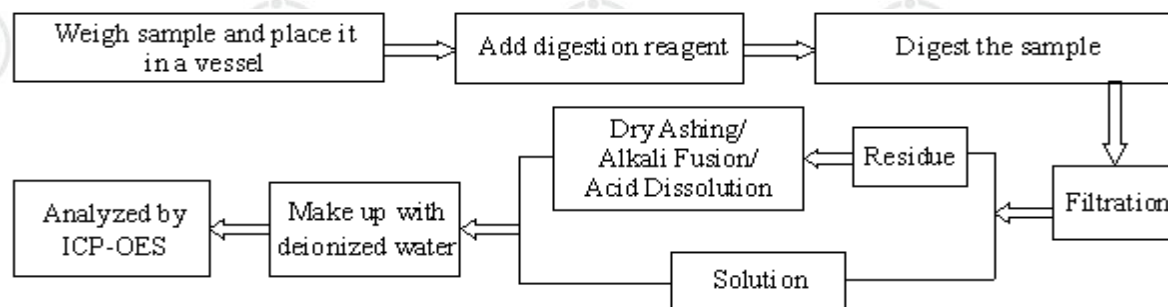 Weigh sample and place it
in a vessel
Add digestion reagent
Digest the sample
Filtration
Residue
Dry Ashing/
Alkali Fusion/
Acid Dissolution
Solution
Make up with
deionized water
Analyzed by
ICP-OES